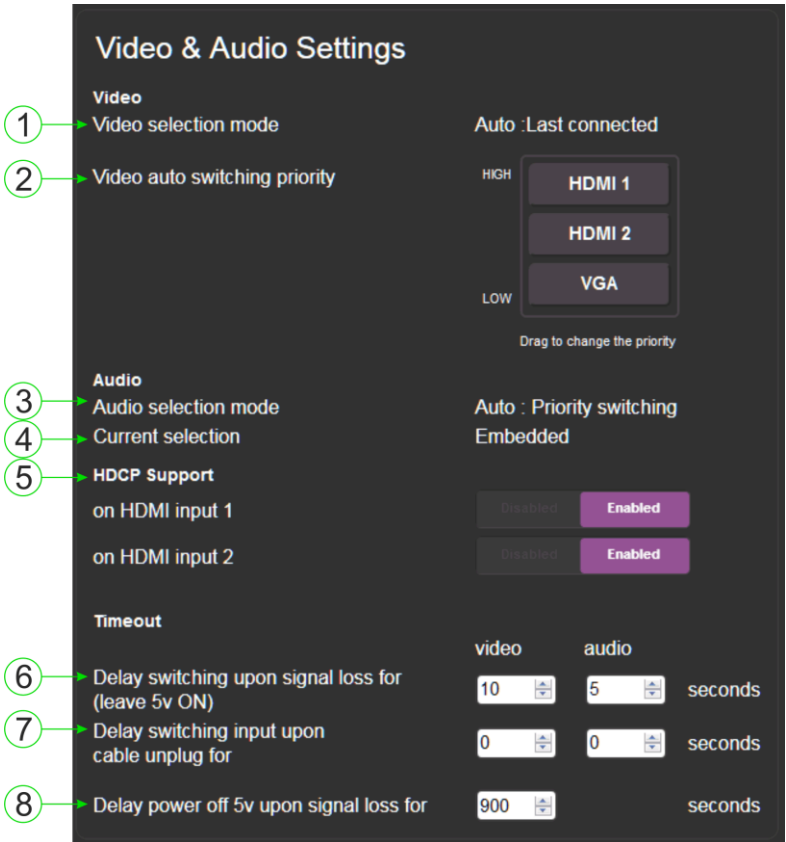 Video & Audio Settings
Video
1 Video selection mode Auto :Last connected
2 Video auto switching priority HIGH HDMI 1
HDMI 2
LOW VGA
Drag to change the priority
Audio
3 Audio selection mode Auto : Priority switching
4 Current selection Embedded
5 HDCP Support
on HDMI input 1 Disabled Enabled
on HDMI input 2 Disabled Enabled
Timeout
video audio
6 Delay switching upon signal loss for 10 5 seconds
(leave 5v ON)
7 Delay switching input upon
cable unplug for 0 0 seconds
8 Delay power off 5v upon signal loss for 900 seconds